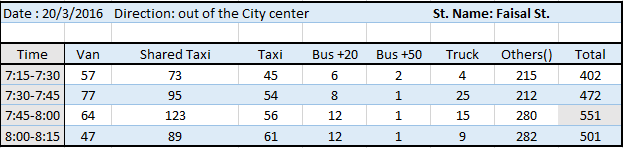 Date : 20/3/2016 Direction: out of the City center St. Name: Faisal St.
Time Van Shared Taxi Taxi Bus +20 Bus +50 Truck Others() Total
7:15-7:30 57 73 45 6 2 4 215 402
7:30-7:45 77 95 54 8 1 25 212 472
7:45-8:00 64 123 56 12 1 15 280 551
8:00-8:15 47 89 61 12 1 9 282 501